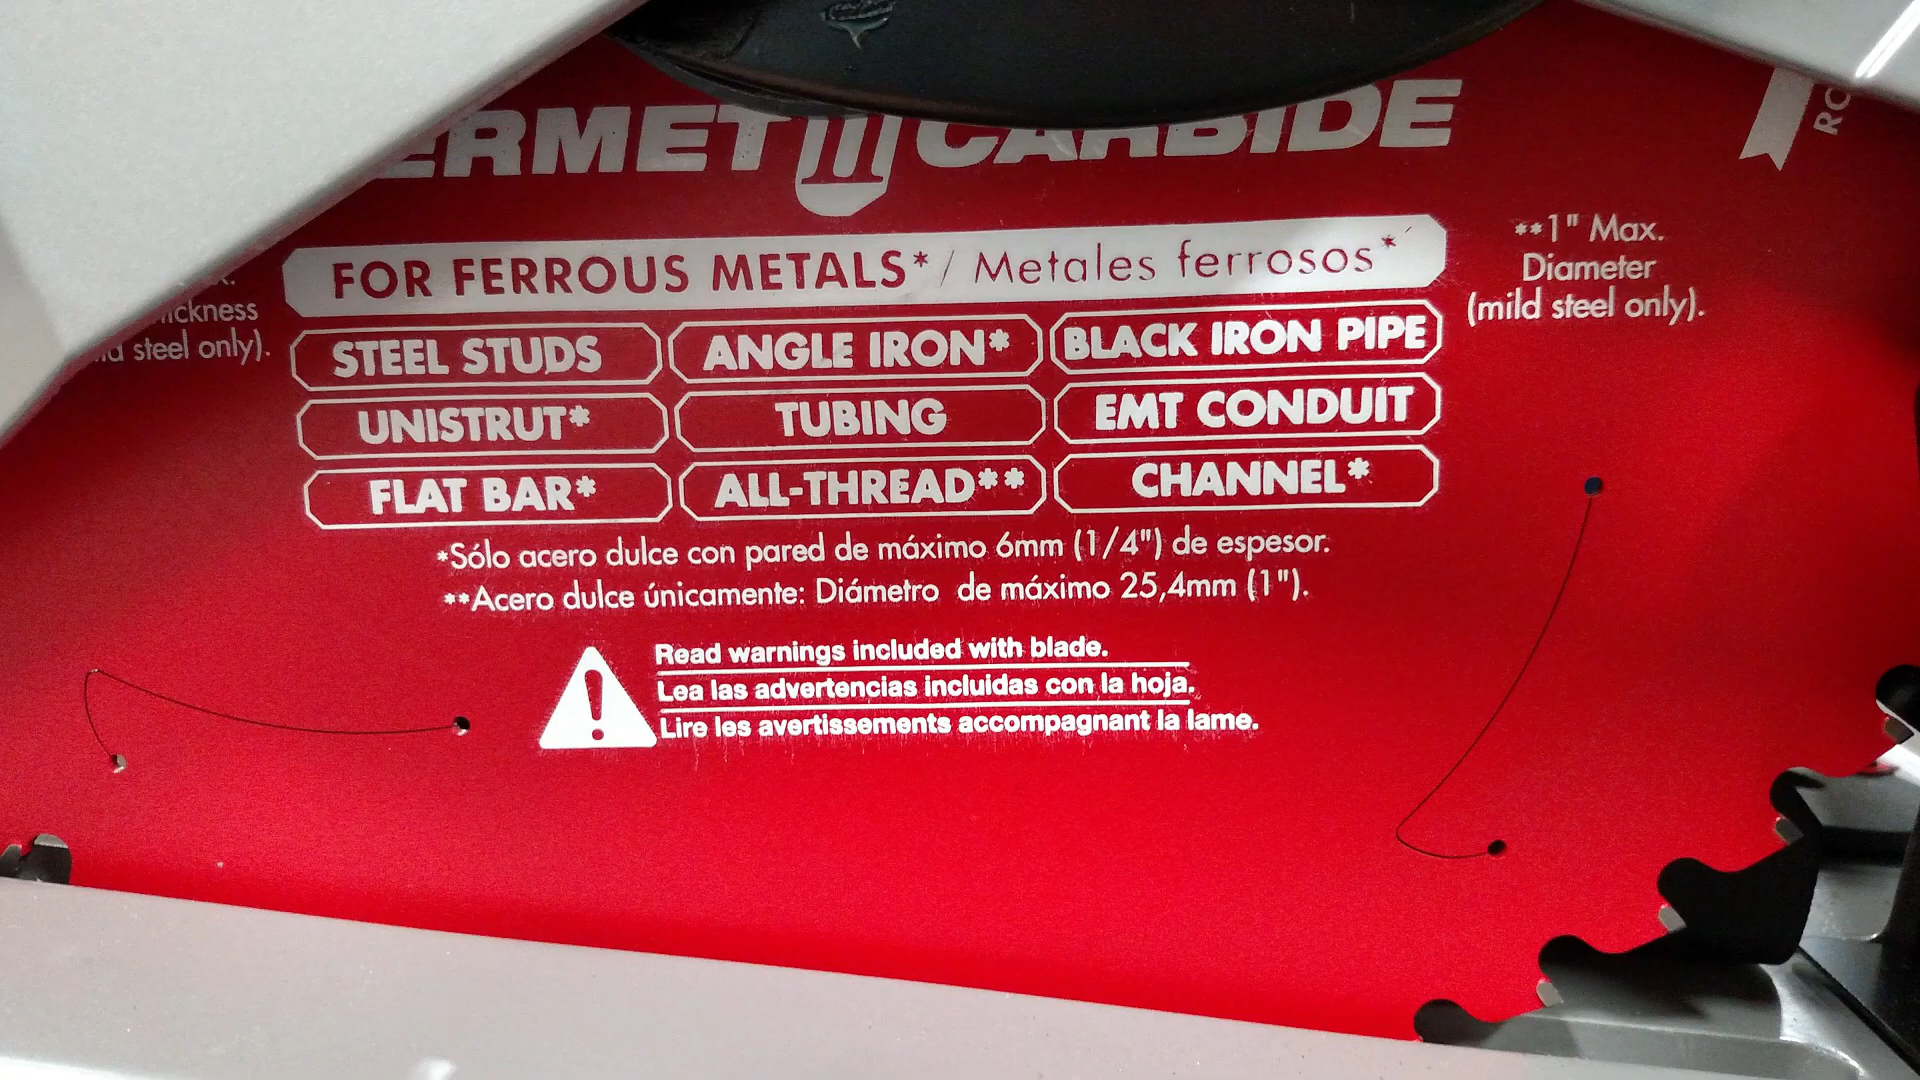 CARBIDE
FOR FERROUS METALS* / Metales ferrosos*
steel only).
**1" Max.
Diameter
(mild steel only).
STEEL STUDS
ANGLE IRON*
BLACK IRON PIPE
UNISTRUT*
TUBING
EMT CONDUIT
FLAT BAR*
ALL-THREAD**
CHANNEL*
*Sólo acero dulce con pared de máximo 6mm (1/4") de espesor.
**Acero dulce únicamente: Diámetro de máximo 25,4mm (1").
Read warnings included with blade.
Lea las advertencias incluidas con la hoja.
Lire les avertissements accompagnant la lame.